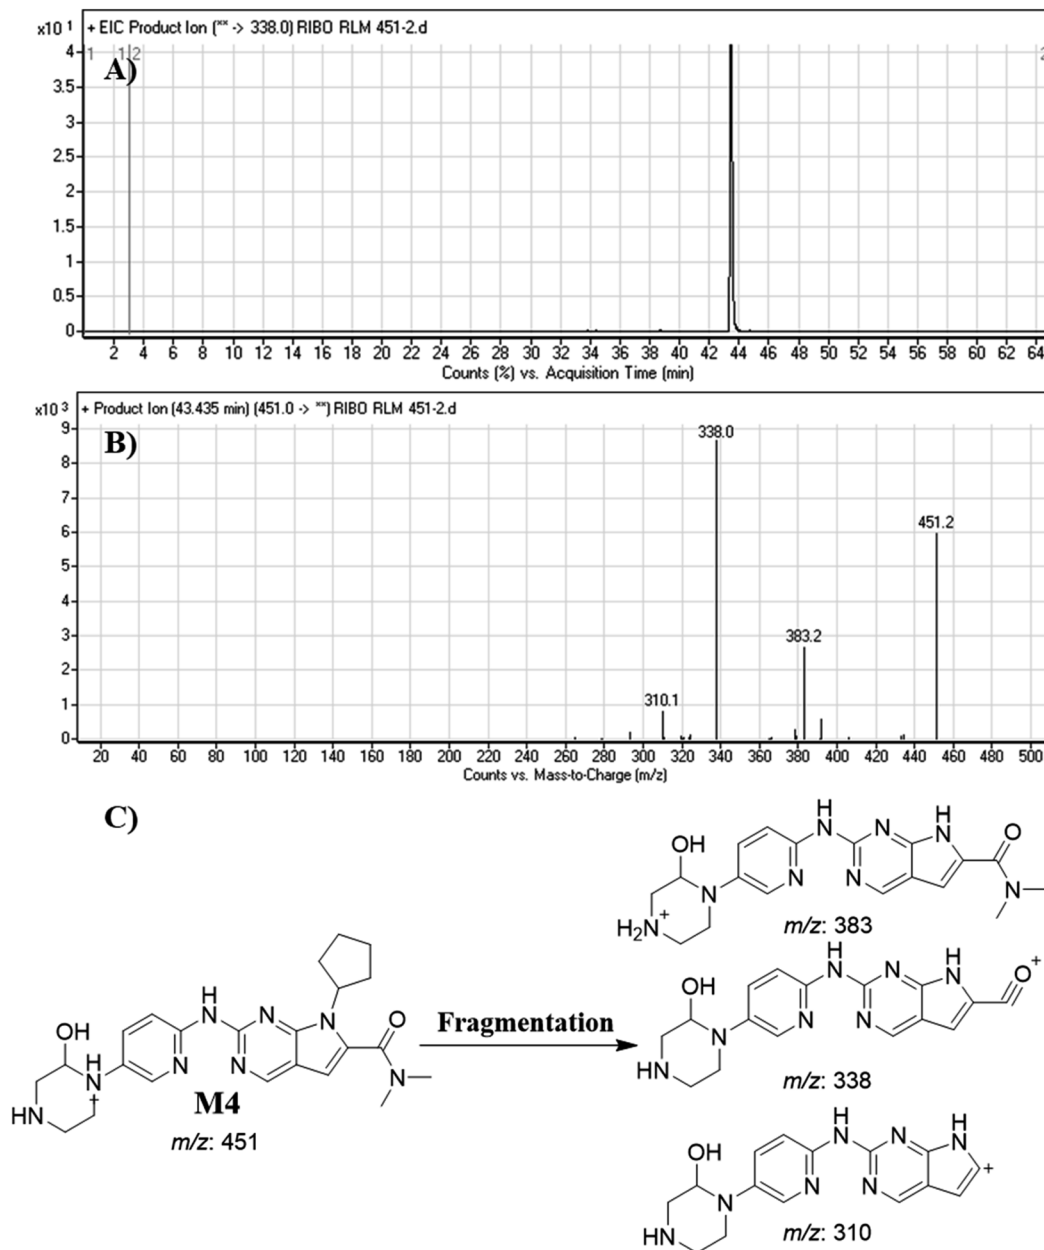 x10 1
+ EIC Product Ion (** -> 338.0) RIBO RLM 451-2.d
4
3.5
3
2.5
2
1.5
1
0.5
0
A)
2 4 6 8 10 12 14 16 18 20 22 24 26 28 30 32 34 36 38 40 42 44 46 48 50 52 54 56 58 60 62 64
Counts (%) vs. Acquisition Time (min)
x10 3
+ Product Ion (43.435 min) (451.0 -> **) RIBO RLM 451-2.d
9
8
7
6
5
4
3
2
1
0
B)
338.0
451.2
383.2
310.1
20 40 60 80 100 120 140 160 180 200 220 240 260 280 300 320 340 360 380 400 420 440 460 480 500
Counts vs. Mass-to-Charge (m/z)
C)
OH
H
N
N
N
N
H
N
O
N
N
H2N
+
m/z: 383
OH
H
N
N
N
N
H
N
O
+
N
HN
m/z: 338
OH
H
N
N
N
N
H
N
+
N
HN
m/z: 310
OH
H
N
+
HN
H
N
N
N
N
N
O
N
M4
m/z: 451
Fragmentation